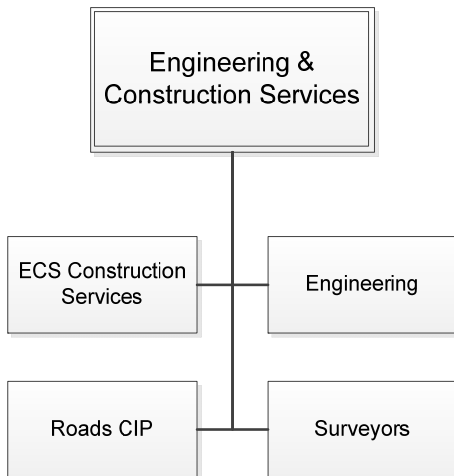 Engineering &
Construction Services
ECS Construction
Services
Engineering
Roads CIP
Surveyors